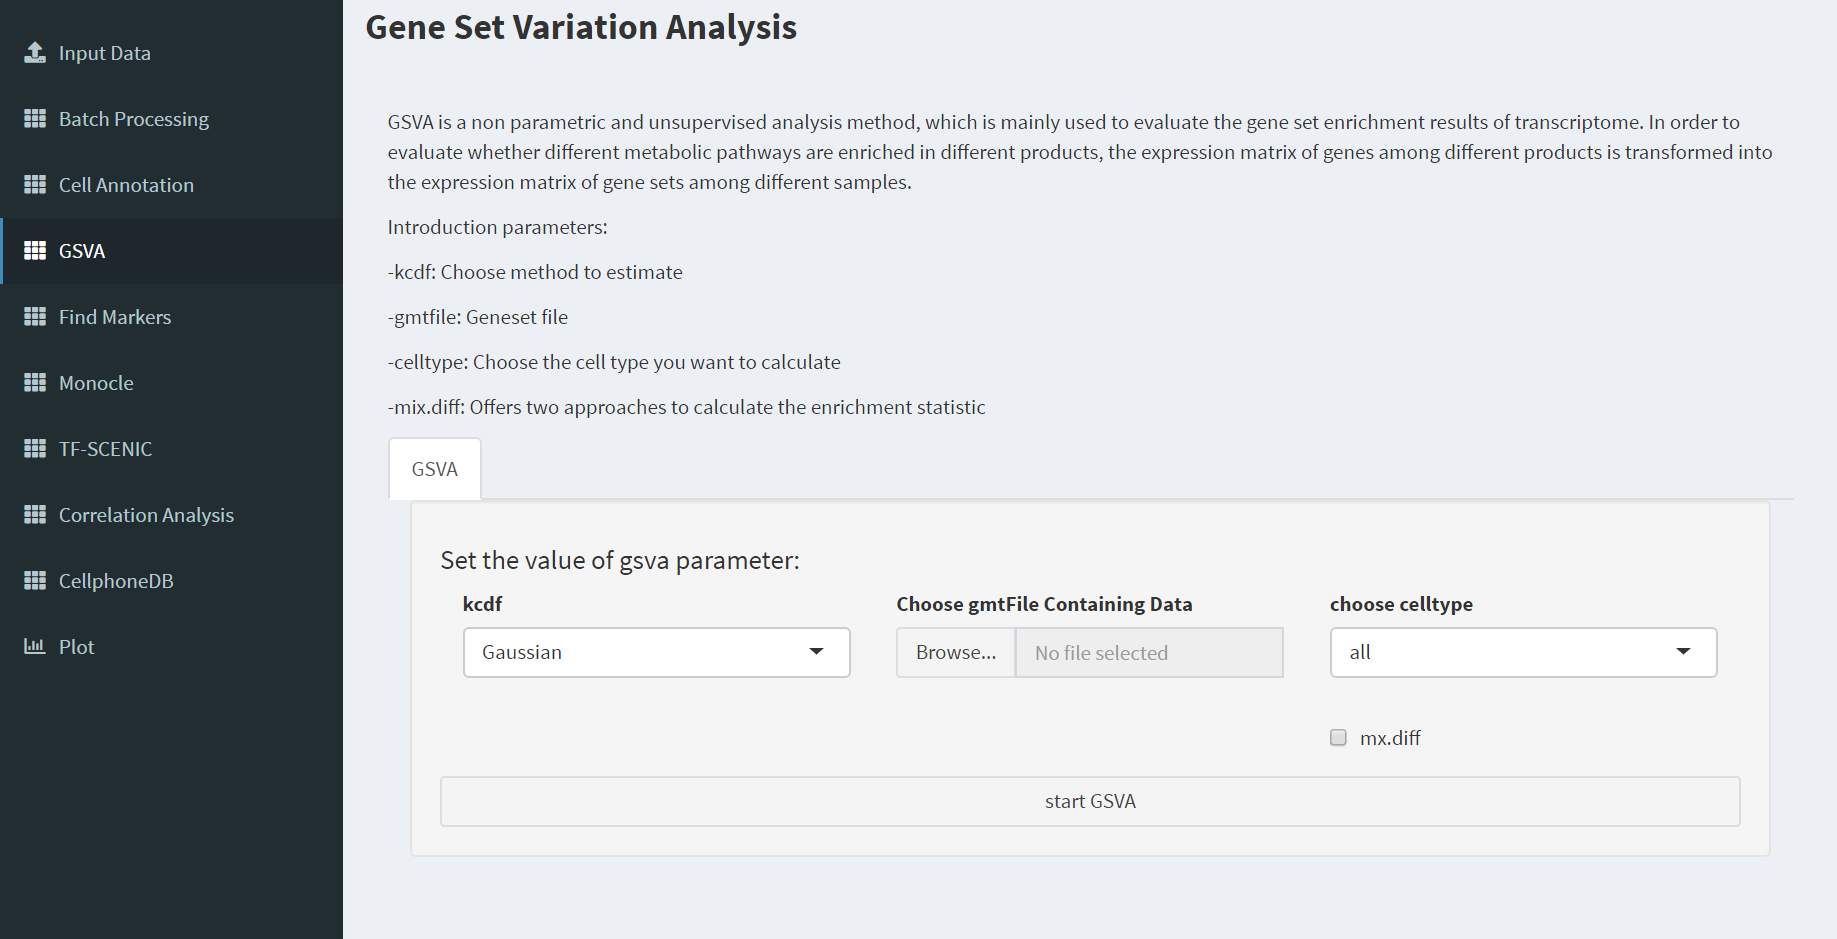 Input Data
Batch Processing
Cell Annotation
GSVA
Find Markers
Monocle
TF-SCENIC
Correlation Analysis
CellphoneDB
Plot
Gene Set Variation Analysis
GSVA is a non parametric and unsupervised analysis method, which is mainly used to evaluate the gene set enrichment results of transcriptome. In order to
evaluate whether different metabolic pathways are enriched in different products, the expression matrix of genes among different products is transformed into
the expression matrix of gene sets among different samples.
Introduction parameters:
-kcdf: Choose method to estimate
-gmtfile: Geneset file
-celltype: Choose the cell type you want to calculate
-mix.diff: Offers two approaches to calculate the enrichment statistic
GSVA
Set the value of gsva parameter:
kcdf
Gaussian
Choose gmtFile Containing Data
Browse... No file selected
choose celltype
all
mx.diff
start GSVA